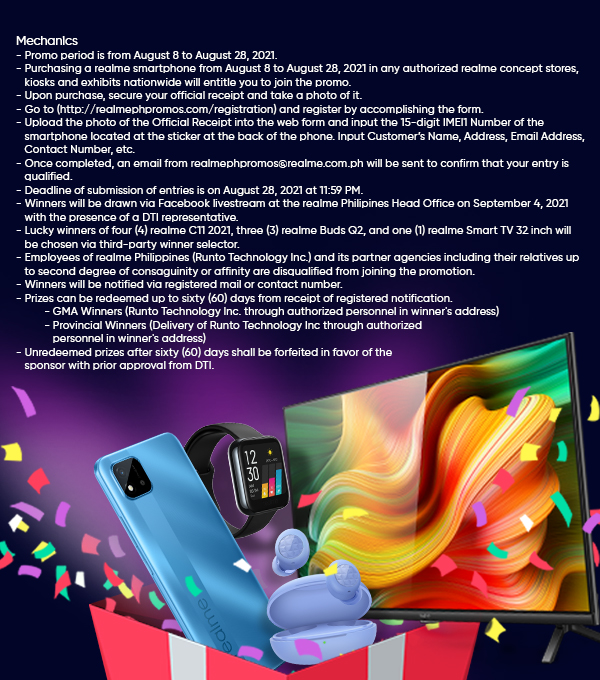 Mechanics
- Promo period is from August 8 to August 28, 2021.
- Purchasing a realme smartphone from August 8 to August 28, 2021 in any authorized realme concept stores,
kiosks and exhibits nationwide will entitle you to join the promo.
- Upon purchase, secure your official receipt and take a photo of it.
- Go to (http://realmephpromos.com/registration) and register by accomplishing the form.
- Upload the photo of the Official Receipt into the web form and input the 15-digit IMEI1 Number of the
smartphone located at the sticker at the back of the phone. Input Customer's Name, Address, Email Address,
Contact Number, etc.
- Once completed, an email from realmephpromos@realme.com.ph will be sent to confirm that your entry is
qualified.
- Deadline of submission of entries is on August 28, 2021 at 11:59 PM.
- Winners will be drawn via Facebook livestream at the realme Philipines Head Office on September 4, 2021
with the presence of a DTI representative.
- Lucky winners of four (4) realme C11 2021, three (3) realme Buds Q2, and one (1) realme Smart TV 32 inch will
be chosen via third-party winner selector.
- Employees of realme Philippines (Runto Technology Inc.) and its partner agencies including their relatives up
to second degree of consaguinity or affinity are disqualified from joining the promotion.
- Winners will be notified via registered mail or contact number.
- Prizes can be redeemed up to sixty (60) days from receipt of registered notification.
- GMA Winners (Runto Technology Inc. through authorized personnel in winner's address)
- Provincial Winners (Delivery of Runto Technology Inc through authorized
personnel in winner's address)
- Unredeemed prizes after sixty (60) days shall be forfeited in favor of the
sponsor with prior approval from DTI.
12
30
realme